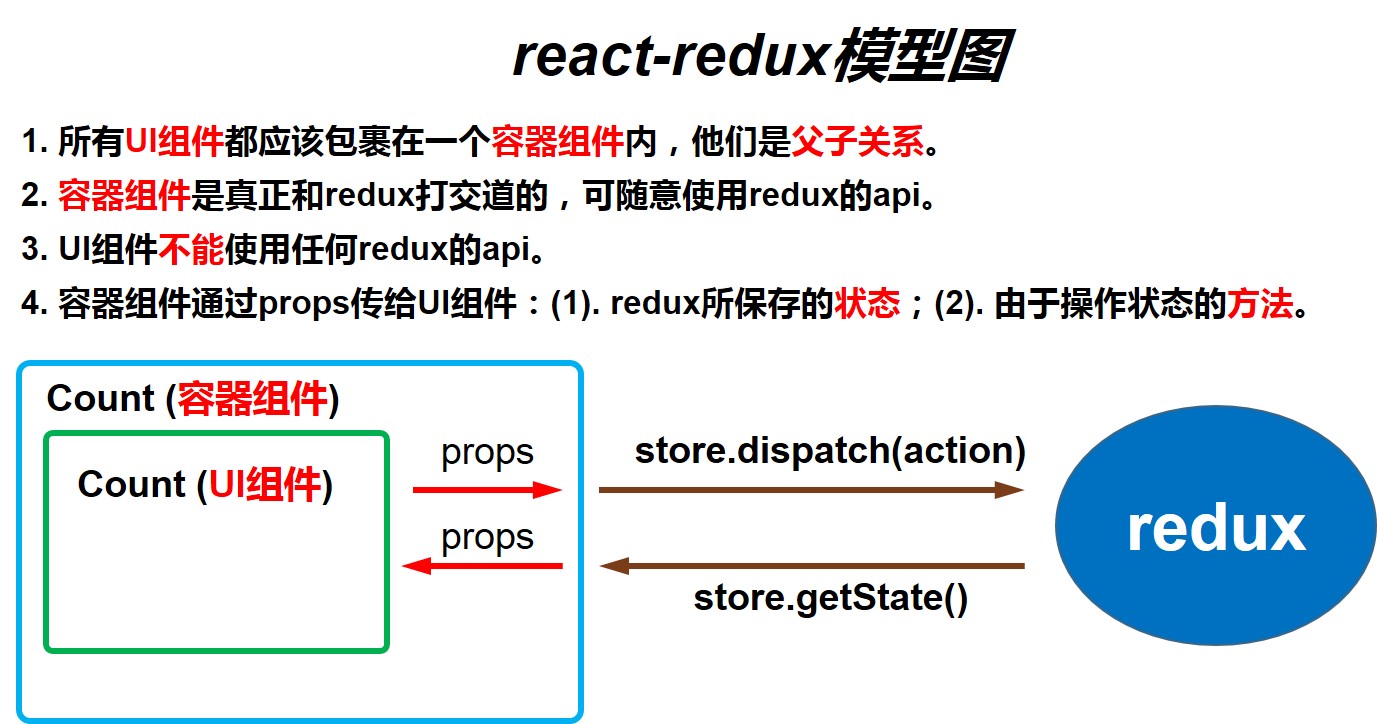 react-redux模型图
1. 所有UI组件都应该包裹在一个容器组件内，他们是父子关系。
2. 容器组件是真正和redux打交道的，可随意使用redux的api。
3. UI组件不能使用任何redux的api。
4. 容器组件通过props传给UI组件：(1). redux所保存的状态；(2). 由于操作状态的方法。
Count (容器组件)
Count (UI组件)
props
props
store.dispatch(action)
store.getState()
redux